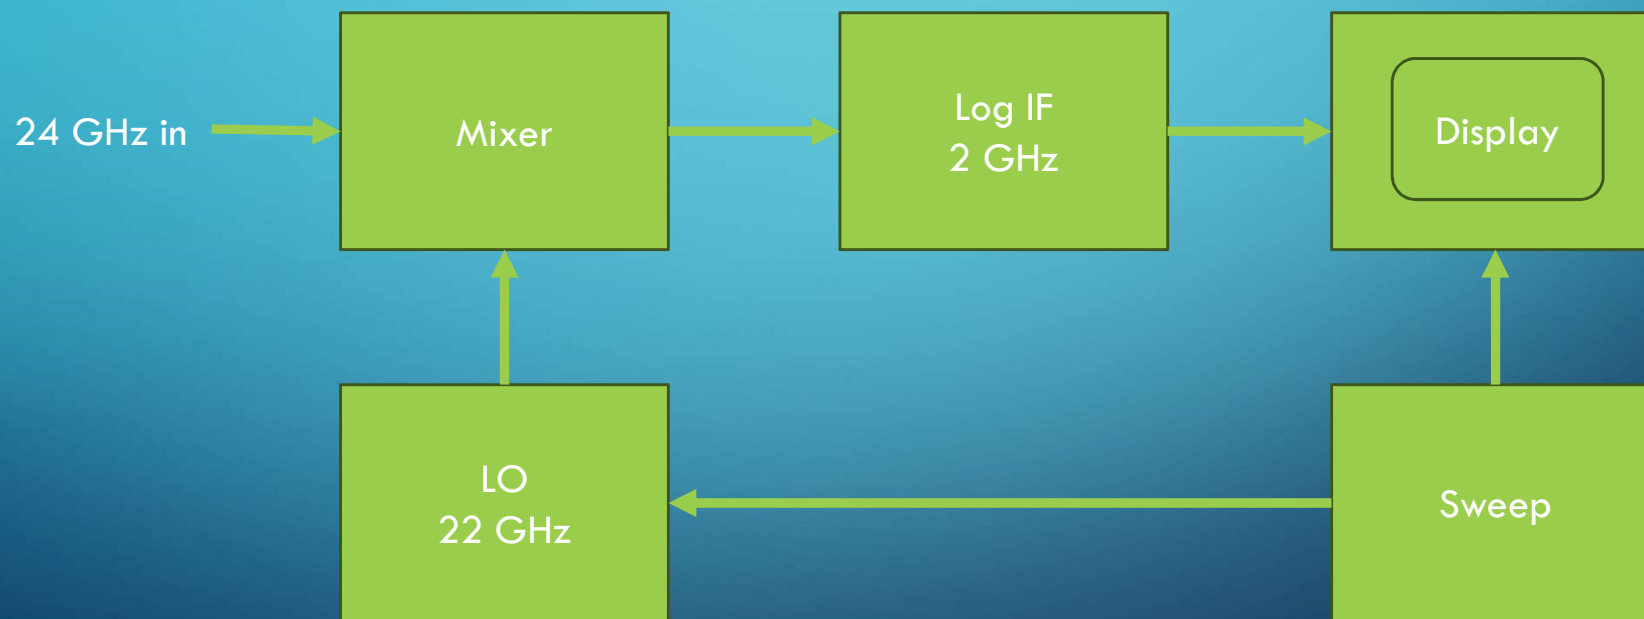 24 GHz in
Mixer
Log IF
2 GHz
Display
LO
22 GHz
Sweep